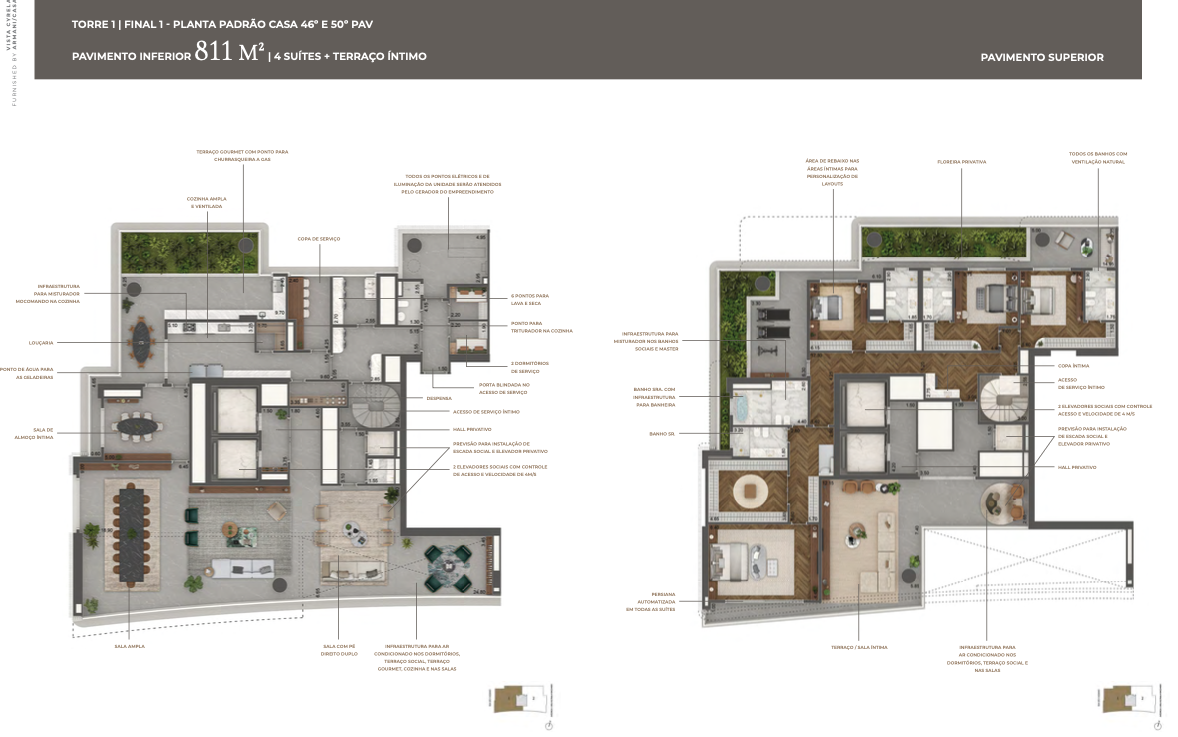 VISTA CYRELA
FURNISHED BY ARMANI/CASA
TORRE 1 | FINAL 1 - PLANTA PADRÃO CASA 46º E 50º PAV
PAVIMENTO INFERIOR 811 M² | 4 SUÍTES + TERRAÇO ÍNTIMO
PAVIMENTO SUPERIOR
TERRAÇO GOURMET COM PONTO PARA
CHURRASQUEIRA A GAS
COZINHA AMPLA
E VENTILADA
COPA DE SERVIÇO
TODOS OS PONTOS ELÉTRICOS E DE
ILUMINAÇÃO DA UNIDADE SERÃO ATENDIDOS
PELO GERADOR DO EMPREENDIMENTO
INFRAESTRUTURA
PARA MISTURADOR
MOCOMANDO NA COZINHA
LOUÇARIA
PONTO DE ÁGUA PARA
AS GELADEIRAS
SALA DE
ALMOÇO ÍNTIMA
6 PONTOS PARA
LAVA E SECA
PONTO PARA
TRITURADOR NA COZINHA
2 DORMITÓRIOS
DE SERVIÇO
PORTA BLINDADA NO
ACESSO DE SERVIÇO
DESPENSA
ACESSO DE SERVIÇO ÍNTIMO
HALL PRIVATIVO
PREVISÃO PARA INSTALAÇÃO DE
ESCADA SOCIAL E ELEVADOR PRIVATIVO
2 ELEVADORES SOCIAIS COM CONTROLE
DE ACESSO E VELOCIDADE DE 4M/S
SALA AMPLA
SALA COM PÉ
DIREITO DUPLO
INFRAESTRUTURA PARA AR
CONDICIONADO NOS DORMITÓRIOS,
TERRAÇO SOCIAL, TERRAÇO
GOURMET, COZINHA E NAS SALAS
ÁREA DE REBAIXO NAS
ÁREAS ÍNTIMAS PARA
PERSONALIZAÇÃO DE
LAYOUTS
FLOREIRA PRIVATIVA
TODOS OS BANHOS COM
VENTILAÇÃO NATURAL
INFRAESTRUTURA PARA
MISTURADOR NOS BANHOS
SOCIAIS E MASTER
BANHO SRA. COM
INFRAESTRUTURA
PARA BANHEIRA
BANHO SR.
PERSIANA
AUTOMATIZADA
EM TODAS AS SUÍTES
COPA ÍNTIMA
ACESSO
DE SERVIÇO ÍNTIMO
2 ELEVADORES SOCIAIS COM CONTROLE
ACESSO E VELOCIDADE DE 4 M/S
PREVISÃO PARA INSTALAÇÃO
DE ESCADA SOCIAL E
ELEVADOR PRIVATIVO
HALL PRIVATIVO
TERRAÇO / SALA ÍNTIMA
INFRAESTRUTURA PARA
AR CONDICIONADO NOS
DORMITÓRIOS, TERRAÇO SOCIAL E
NAS SALAS